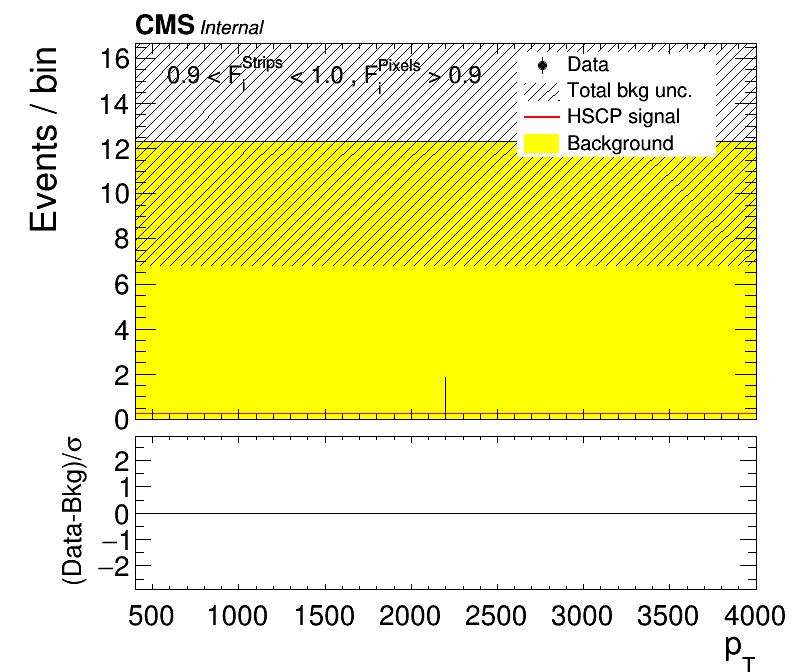 CMS Internal
Events / bin
16
14
12
10
8
6
4
2
0
0.9 < F_i^Strips < 1.0 , F_i^Pixels > 0.9
Data
Total bkg unc.
HSCP signal
Background
(Data-Bkg)/σ
2
1
0
−1
−2
500 1000 1500 2000 2500 3000 3500 4000
p_T